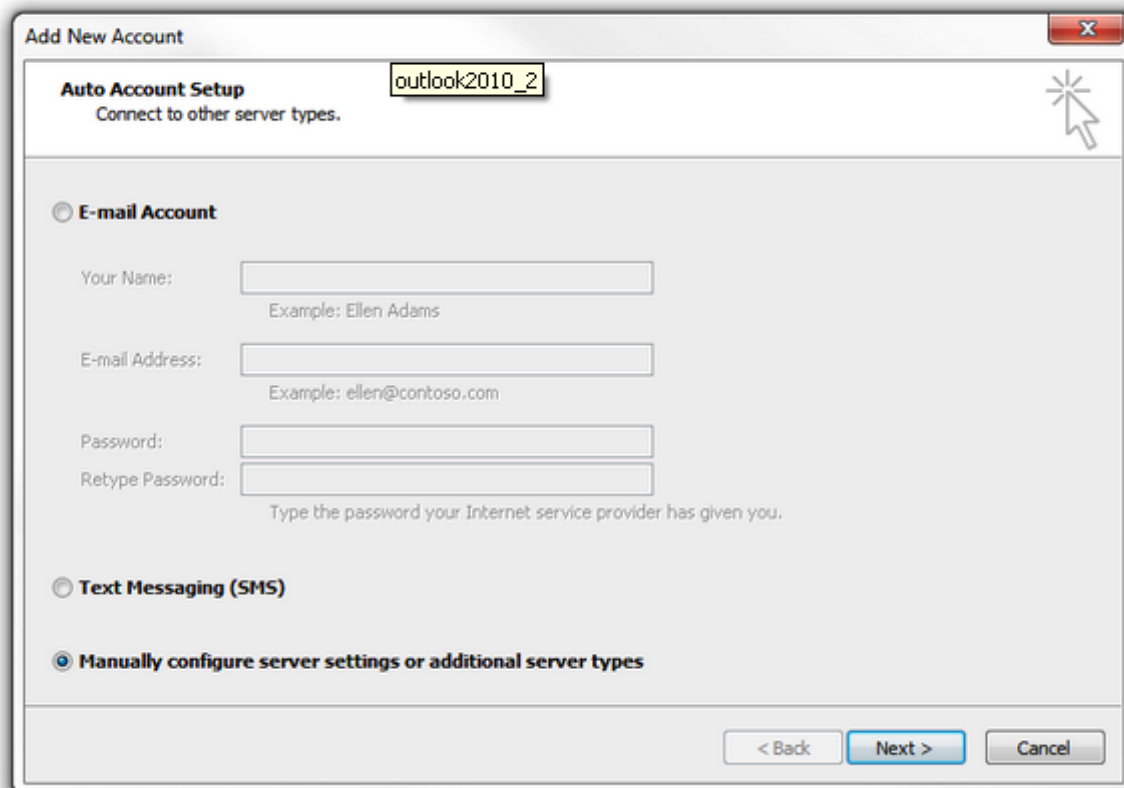 Add New Account
outlook2010_2
Auto Account Setup
Connect to other server types.
E-mail Account
Your Name:
Example: Ellen Adams
E-mail Address:
Example: ellen@contoso.com
Password:
Retype Password:
Type the password your Internet service provider has given you.
Text Messaging (SMS)
Manually configure server settings or additional server types
< Back Next > Cancel